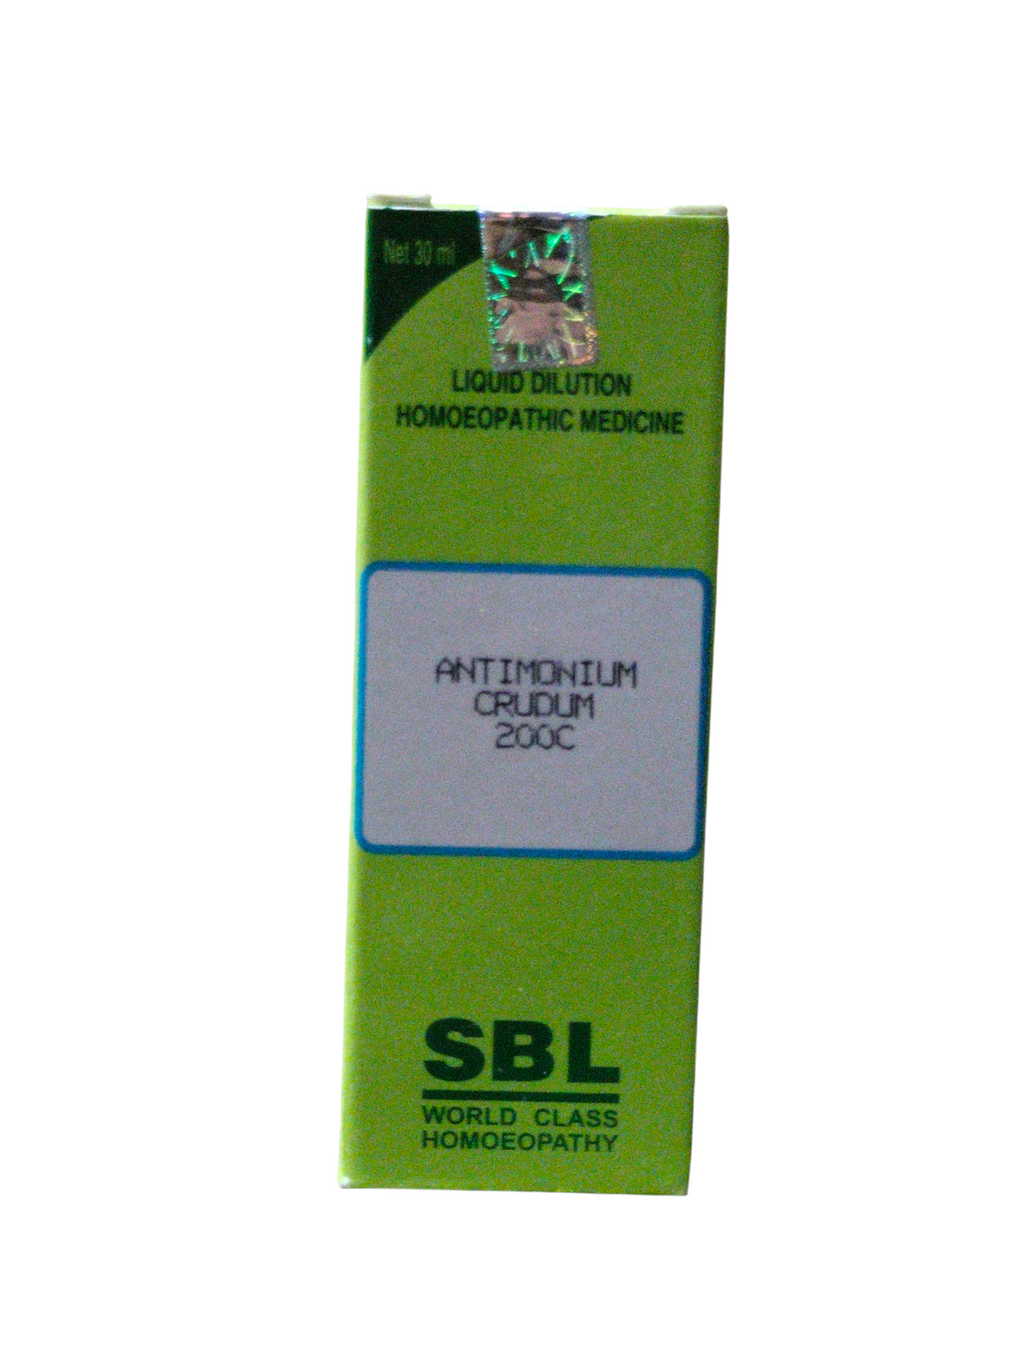 Net 30 ml
LIQUID DILUTION
HOMOEOPATHIC MEDICINE
ANTIMONIUM
CRUDUM
200C
SBL
WORLD CLASS
HOMOEOPATHY